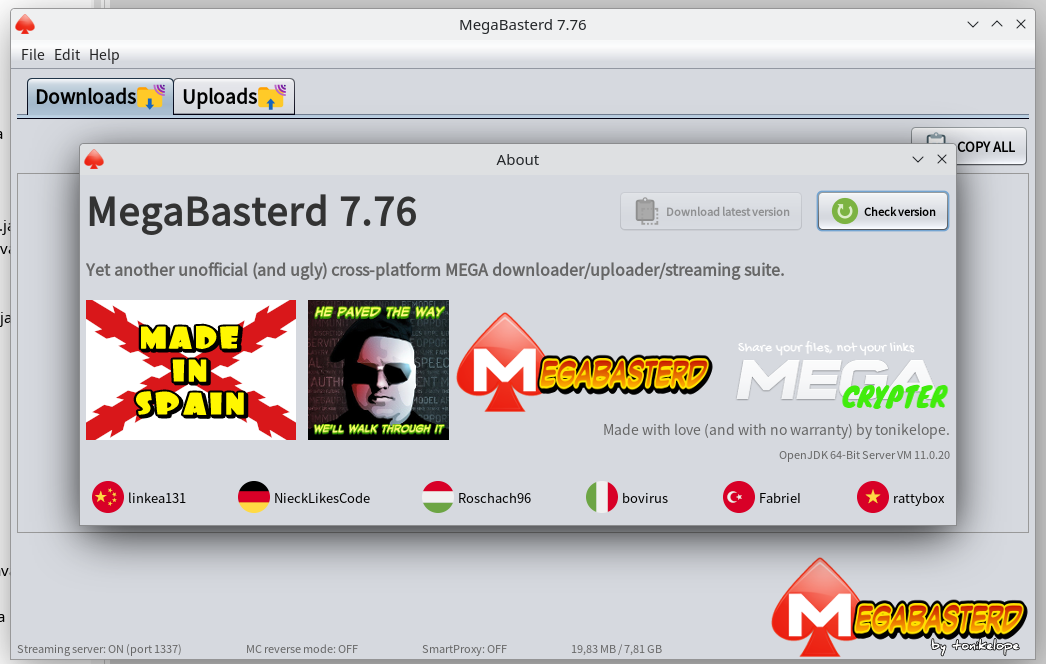 MegaBasterd 7.76
File Edit Help
Downloads Uploads
COPY ALL
About
MegaBasterd 7.76
Download latest version
Check version
Yet another unofficial (and ugly) cross-platform MEGA downloader/uploader/streaming suite.
MADE
IN
SPAIN
HE PAVED THE WAY
WE'LL WALK THROUGH IT
MEGABASTERD
Share your files, not your links
MEGA
CRYPTER
Made with love (and with no warranty) by tonikelope.
OpenJDK 64-Bit Server VM 11.0.20
linkea131 NieckLikesCode Roschach96 bovirus Fabriel rattybox
MEGABASTERD
by tonikelope
Streaming server: ON (port 1337) MC reverse mode: OFF SmartProxy: OFF 19,83 MB / 7,81 GB